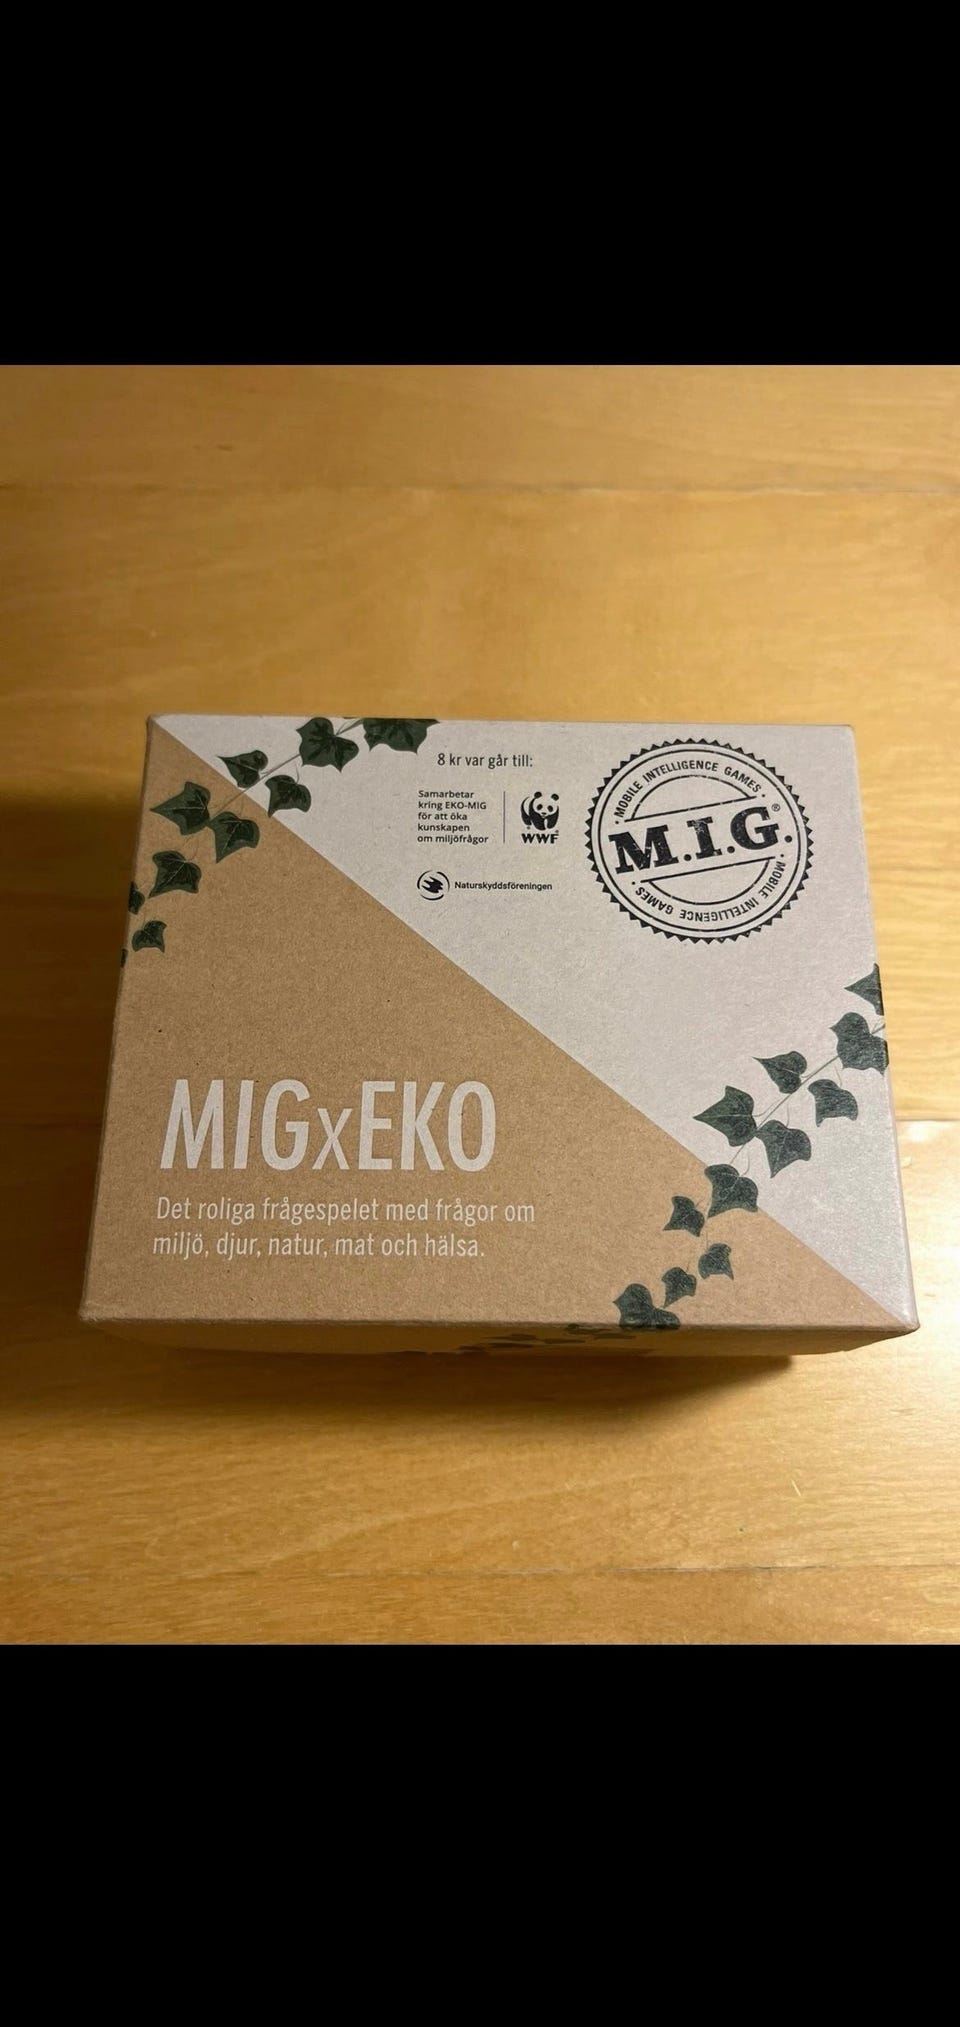 8 kr var går till:
Samarbetar
kring EKO-MIG
för att öka
kunskapen
om miljöfrågor
WWF
®
Naturskyddsföreningen
· MOBILE INTELLIGENCE GAMES ·
M.I.G.®
· MOBILE INTELLIGENCE GAMES ·
MIGxEKO
Det roliga frågespelet med frågor om
miljö, djur, natur, mat och hälsa.